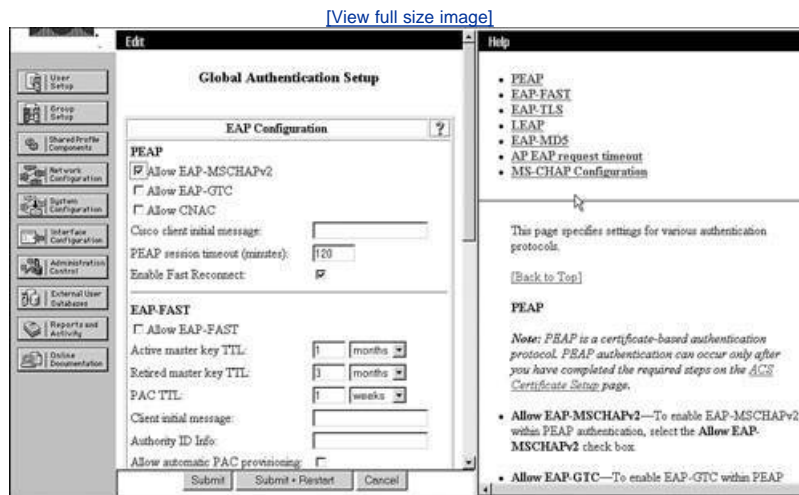 [View full size image]
Edit
Help
User Setup
Group Setup
Shared Profile Components
Network Configuration
System Configuration
Interface Configuration
Administration Control
External User Databases
Reports and Activity
Online Documentation
Global Authentication Setup
EAP Configuration ?
PEAP
Allow EAP-MSCHAPv2
Allow EAP-GTC
Allow CNAC
Cisco client initial message:
PEAP session timeout (minutes): 120
Enable Fast Reconnect:
EAP-FAST
Allow EAP-FAST
Active master key TTL: 1 months
Retired master key TTL: 3 months
PAC TTL: 1 weeks
Client initial message:
Authority ID Info:
Allow automatic PAC provisioning:
Submit Submit + Restart Cancel
PEAP
EAP-FAST
EAP-TLS
LEAP
EAP-MD5
AP EAP request timeout
MS-CHAP Configuration
This page specifies settings for various authentication
protocols.
[Back to Top]
PEAP
Note: PEAP is a certificate-based authentication
protocol. PEAP authentication can occur only after
you have completed the required steps on the ACS
Certificate Setup page.
Allow EAP-MSCHAPv2—To enable EAP-MSCHAPv2
within PEAP authentication, select the Allow EAP-
MSCHAPv2 check box
Allow EAP-GTC—To enable EAP-GTC within PEAP